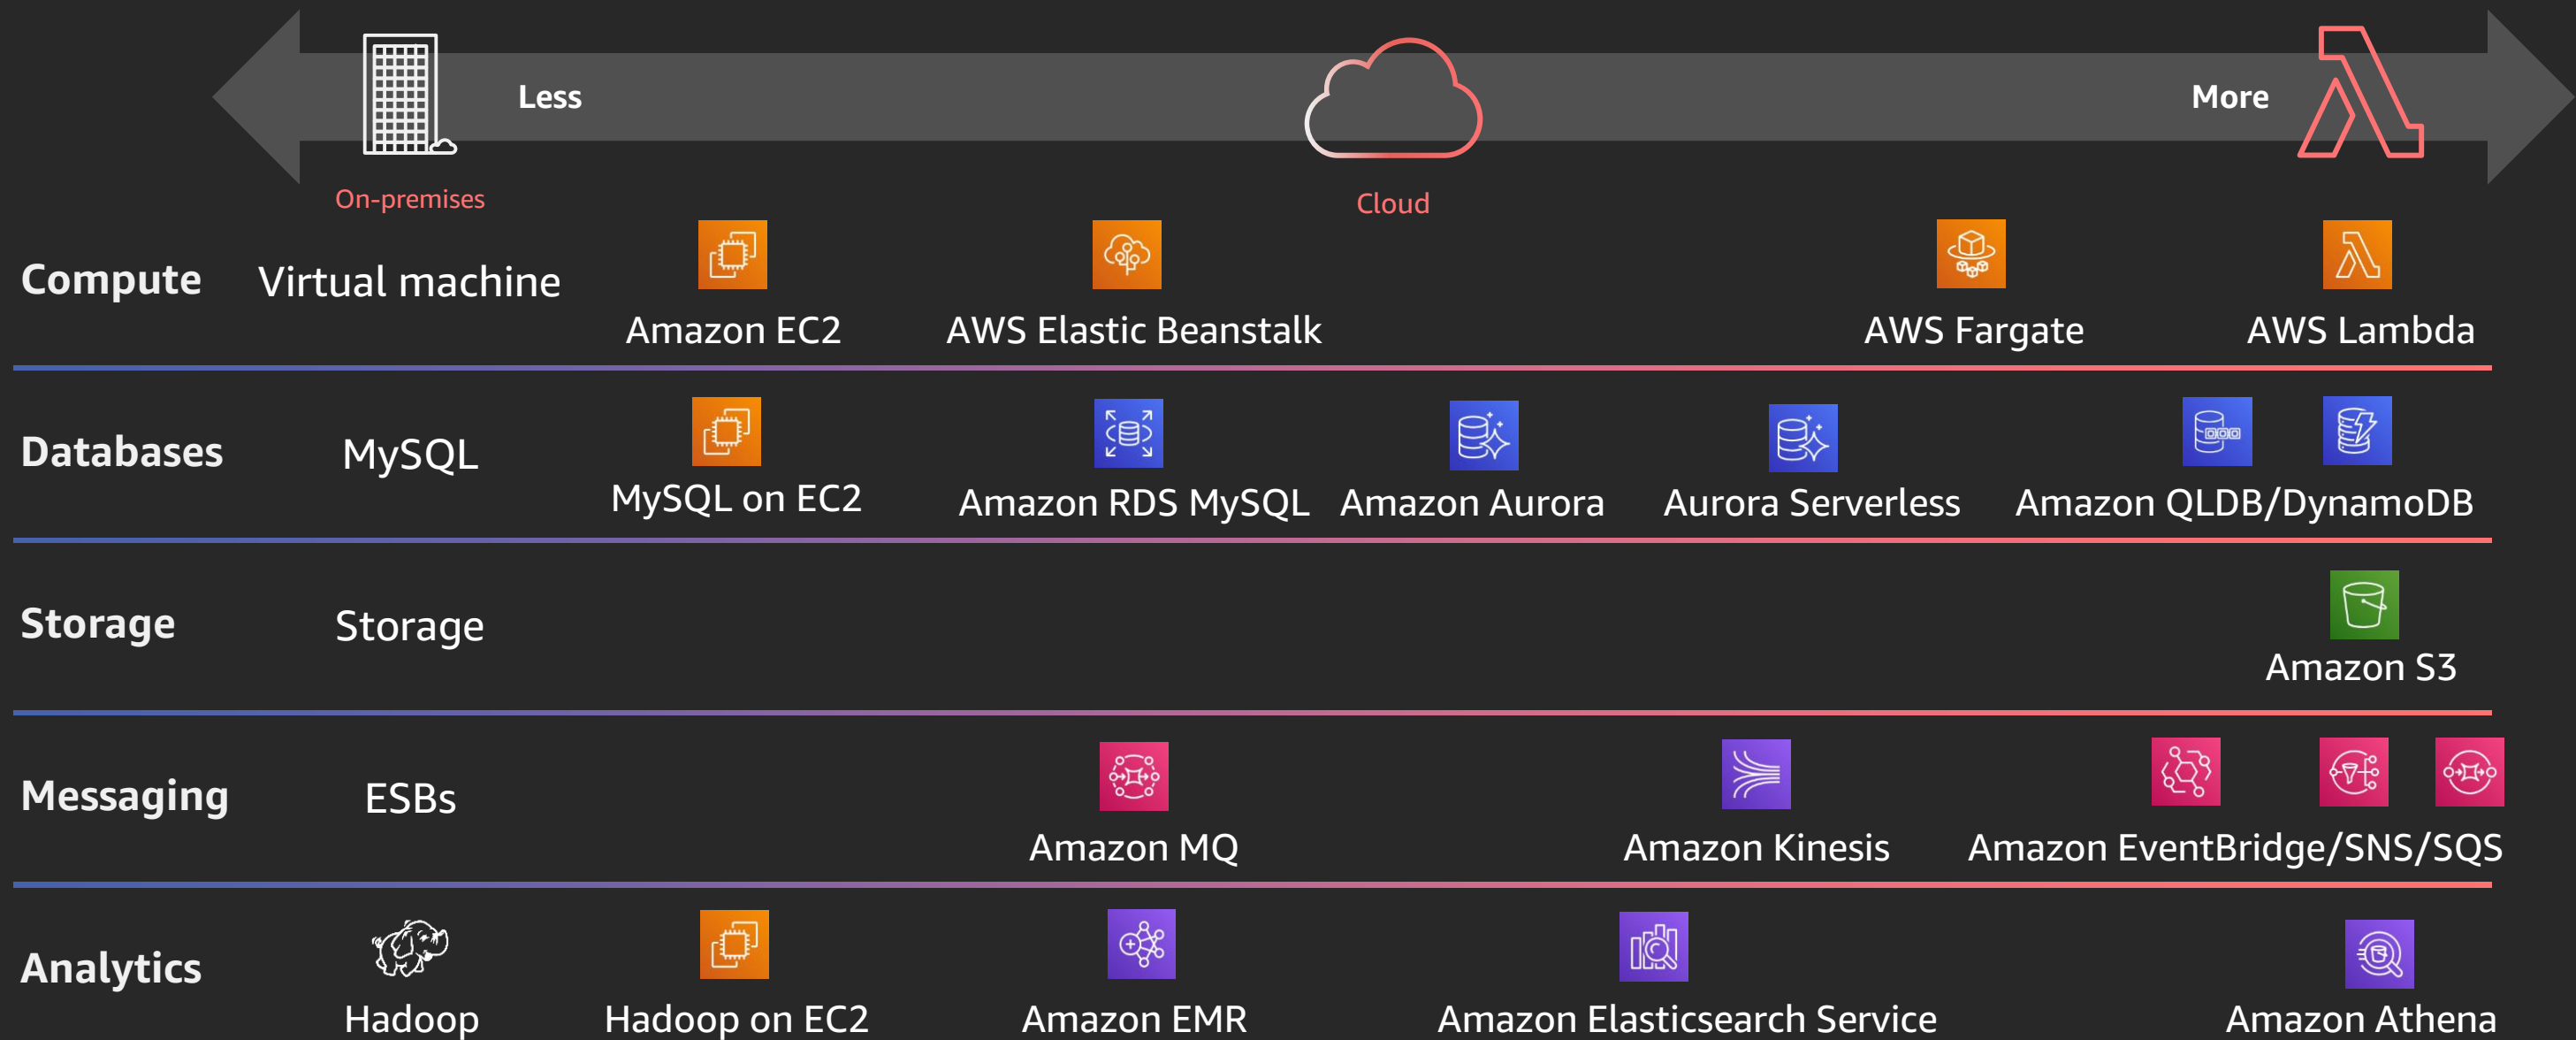 Less
More
On-premises
Cloud
Compute
Virtual machine
Amazon EC2
AWS Elastic Beanstalk
AWS Fargate
AWS Lambda
Databases
MySQL
MySQL on EC2
Amazon RDS MySQL
Amazon Aurora
Aurora Serverless
Amazon QLDB/DynamoDB
Storage
Storage
Amazon S3
Messaging
ESBs
Amazon MQ
Amazon Kinesis
Amazon EventBridge/SNS/SQS
Analytics
Hadoop
Hadoop on EC2
Amazon EMR
Amazon Elasticsearch Service
Amazon Athena